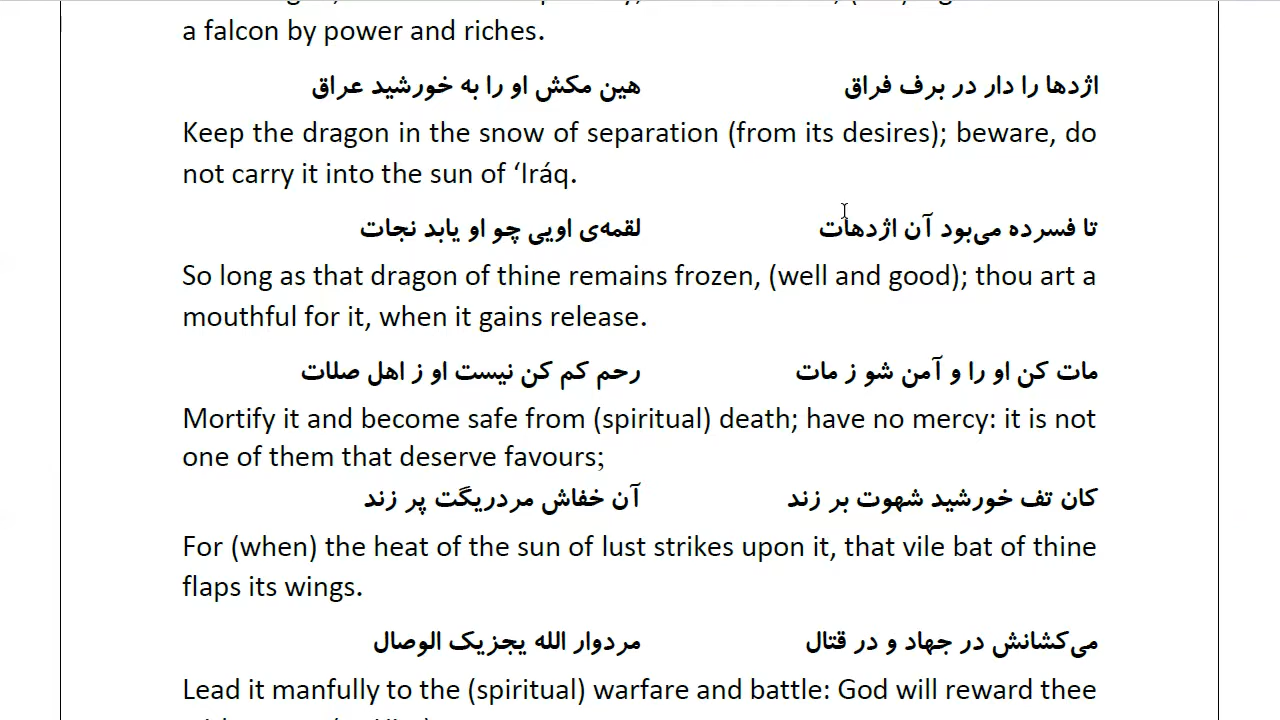 a falcon by power and riches.
اژدها را دار در برف فراق هین مکش او را به خورشید عراق
Keep the dragon in the snow of separation (from its desires); beware, do
not carry it into the sun of ‘Iráq.
تا فسرده می‌بود آن اژدهات لقمه‌ی اویی چو او یابد نجات
So long as that dragon of thine remains frozen, (well and good); thou art a
mouthful for it, when it gains release.
مات کن او را و آمن شو ز مات رحم کم کن نیست او ز اهل صلات
Mortify it and become safe from (spiritual) death; have no mercy: it is not
one of them that deserve favours;
کان تف خورشید شهوت بر زند آن خفاش مردریگت پر زند
For (when) the heat of the sun of lust strikes upon it, that vile bat of thine
flaps its wings.
می‌کشانش در جهاد و در قتال مردوار الله یجزیک الوصال
Lead it manfully to the (spiritual) warfare and battle: God will reward thee